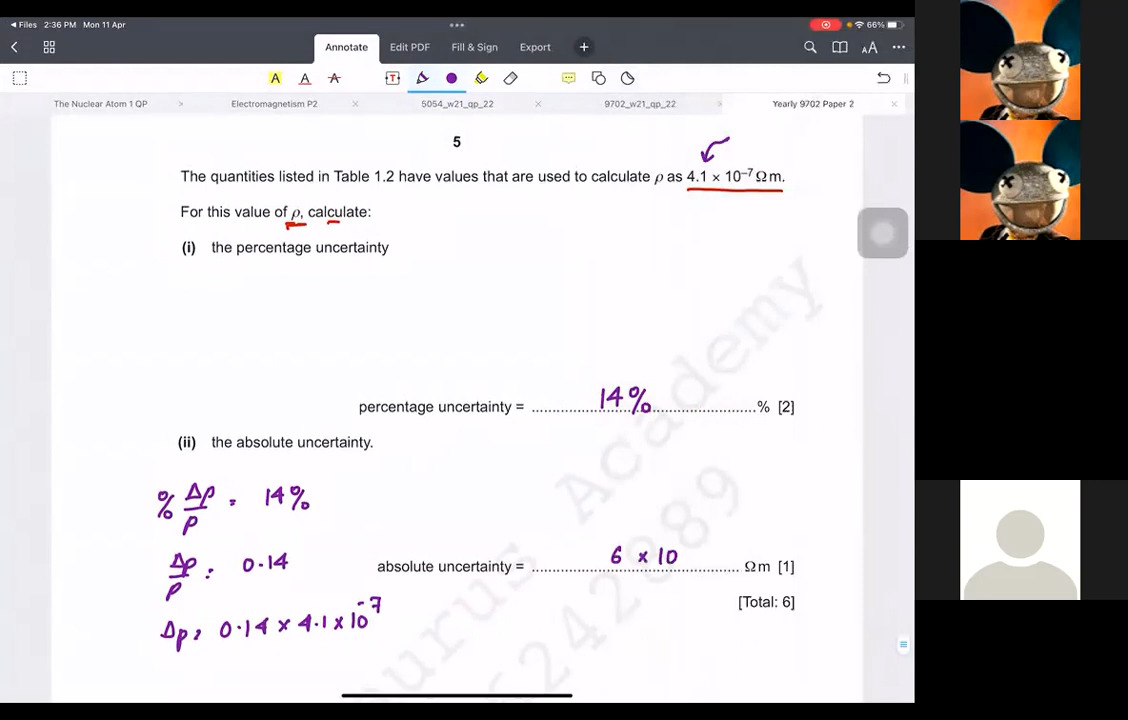 Files 2:36 PM Mon 11 Apr
66%
Annotate Edit PDF Fill & Sign Export
The Nuclear Atom 1 QP Electromagnetism P2 5054_w21_qp_22 9702_w21_qp_22 Yearly 9702 Paper 2
5
The quantities listed in Table 1.2 have values that are used to calculate ρ as 4.1 × 10⁻⁷ Ω m.
For this value of ρ, calculate:
(i) the percentage uncertainty
percentage uncertainty = 14% % [2]
(ii) the absolute uncertainty.
% Δρ/ρ = 14%
Δρ/ρ = 0.14
absolute uncertainty = 6 × 10 Ω m [1]
[Total: 6]
Δρ = 0.14 × 4.1 × 10⁻⁷
urus Academy
6242889